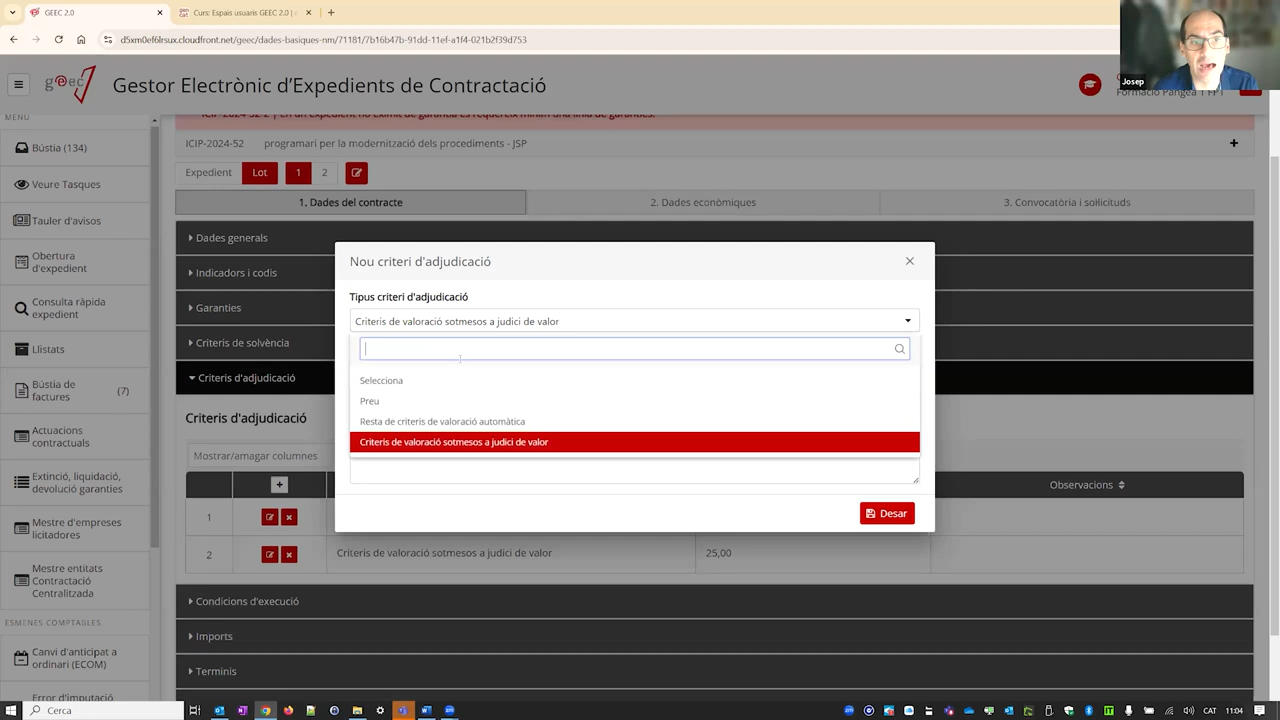 GEEC 2.0
Curs: Espais usuaris GEEC 2.0 |
d5xm0ef6lrsux.cloudfront.net/geec/dades-basiques-nm/71181/7b16b47b-91dd-11ef-a1f4-021b2f39d753
Josep
geec
Gestor Electrònic d'Expedients de Contractació
MENÚ
Bústia (134)
Veure Tasques
Tauler d'avisos
Obertura
d'expedient
Consulta ràpida
expedient
Llistats
Bústia de
factures
(7)
Actuacions
contractuals
Extinció, liquidació,
devolució garanties
Mestre d'empreses
licitadores
Mestre entitats
Contractació
Centralitzada
ESMENES COMPTABLES
Canvi d'anticipat a
ordinari (ECOM)
Error d'imputació
ICIP-2024-52 programari per la modernització dels procediments - JSP
Expedient Lot 1 2
1. Dades del contracte
2. Dades econòmiques
3. Convocatòria i sol·licituds
Dades generals
Indicadors i codis
Garanties
Criteris de solvència
Criteris d'adjudicació
Criteris d'adjudicació
Mostrar/amagar columnes
Observacions
1
2 Criteris de valoració sotmesos a judici de valor 25,00
Condicions d'execució
Imports
Terminis
Nou criteri d'adjudicació
Tipus criteri d'adjudicació
Criteris de valoració sotmesos a judici de valor
Selecciona
Preu
Resta de criteris de valoració automàtica
Criteris de valoració sotmesos a judici de valor
Desar
Cerca
CAT 11:04